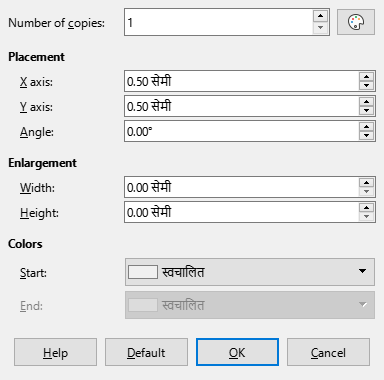 Number of copies: 1
Placement
X axis: 0.50 सेमी
Y axis: 0.50 सेमी
Angle: 0.00°
Enlargement
Width: 0.00 सेमी
Height: 0.00 सेमी
Colors
Start: स्वचालित
End: स्वचालित
Help Default OK Cancel